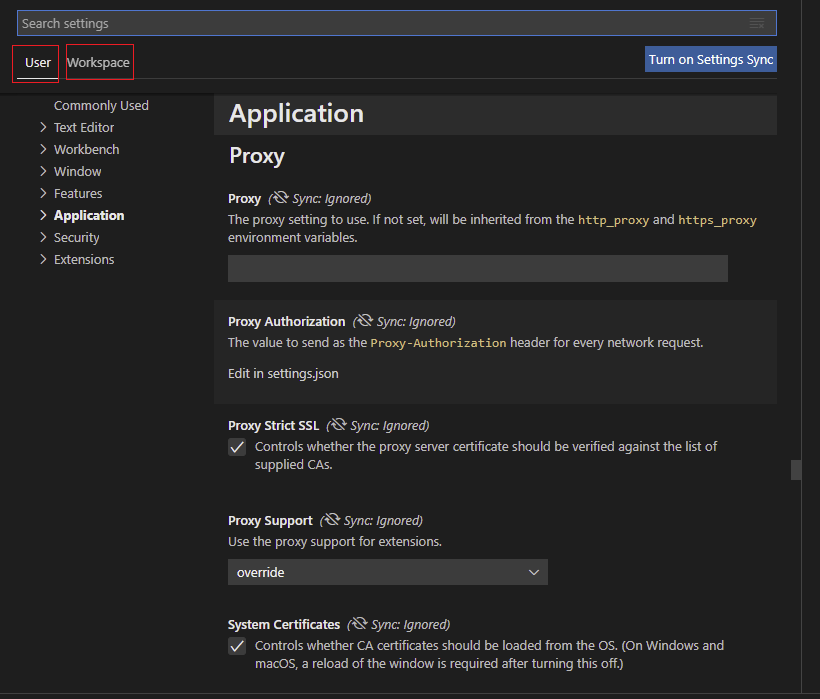 Search settings
User
Workspace
Turn on Settings Sync
Commonly Used
Text Editor
Workbench
Window
Features
Application
Security
Extensions
Application
Proxy
Proxy (Sync: Ignored)
The proxy setting to use. If not set, will be inherited from the http_proxy and https_proxy
environment variables.
Proxy Authorization (Sync: Ignored)
The value to send as the Proxy-Authorization header for every network request.
Edit in settings.json
Proxy Strict SSL (Sync: Ignored)
Controls whether the proxy server certificate should be verified against the list of
supplied CAs.
Proxy Support (Sync: Ignored)
Use the proxy support for extensions.
override
System Certificates (Sync: Ignored)
Controls whether CA certificates should be loaded from the OS. (On Windows and
macOS, a reload of the window is required after turning this off.)